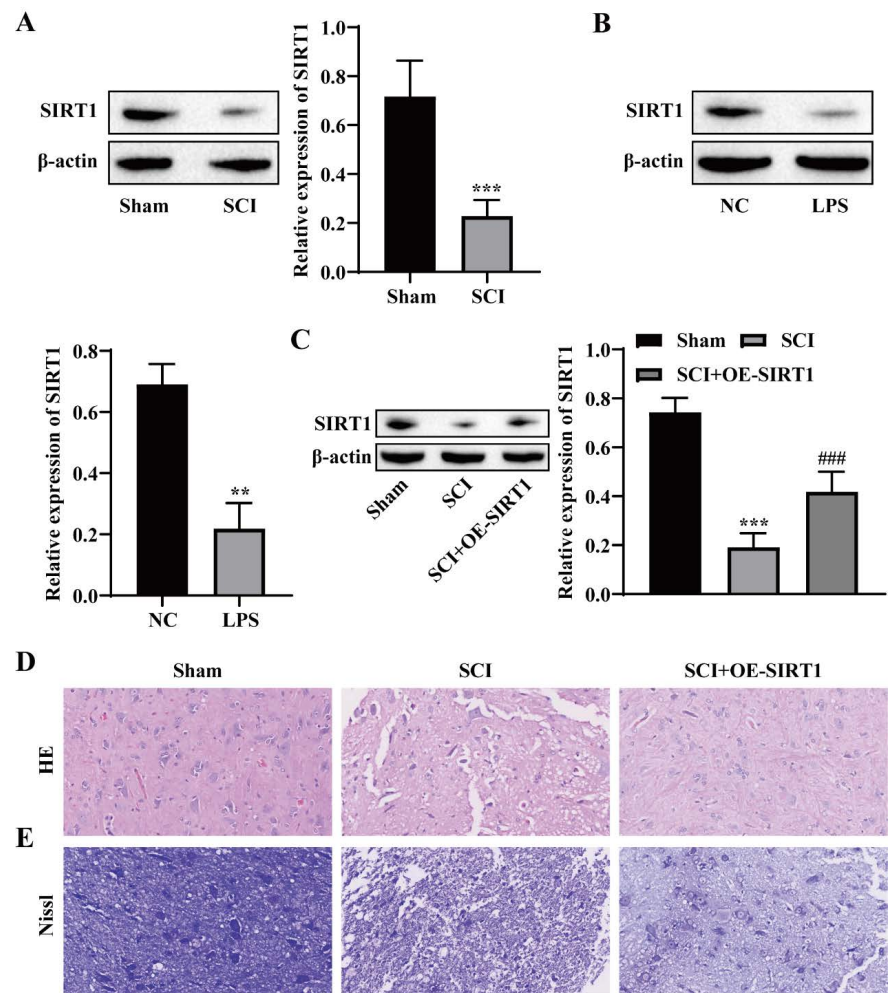 A
SIRT1
β-actin
Sham SCI
Relative expression of SIRT1
1.0
0.8
0.6
0.4
0.2
0.0
***
Sham SCI
B
SIRT1
β-actin
NC LPS
Relative expression of SIRT1
0.8
0.6
0.4
0.2
0.0
**
NC LPS
C
SIRT1
β-actin
Sham
SCI
SCI+OE-SIRT1
Relative expression of SIRT1
1.0
0.8
0.6
0.4
0.2
0.0
Sham SCI
SCI+OE-SIRT1
***
###
D
Sham SCI SCI+OE-SIRT1
HE
E
Nissl